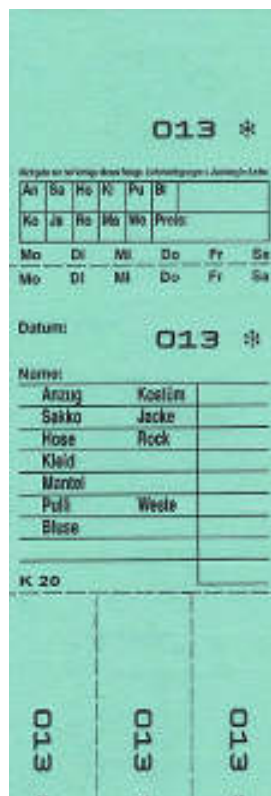 013 *
An Sa Ho Kl Pu Bl
Ko Ja Ro Ma We Preis:
Mo Di Mi Do Fr Sa
Mo Di Mi Do Fr Sa
Datum:
013 *
Name:
Anzug Kostüm
Sakko Jacke
Hose Rock
Kleid
Mantel
Pulli Weste
Bluse
K 20
013 013 013